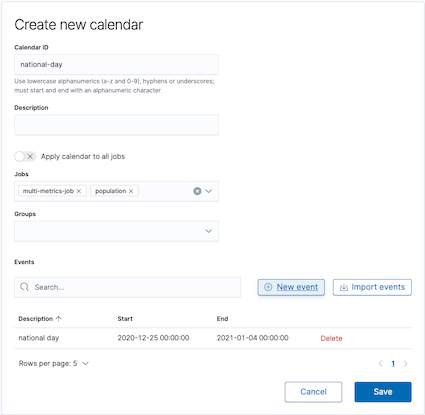 Create new calendar
Calendar ID
national-day
Use lowercase alphanumerics (a-z and 0-9), hyphens or underscores;
must start and end with an alphanumeric character
Description
Apply calendar to all jobs
Jobs
multi-metrics-job × population ×
Groups
Events
Search... New event Import events
Description ↑ Start End
national day 2020-12-25 00:00:00 2021-01-04 00:00:00 Delete
Rows per page: 5 < 1 >
Cancel Save